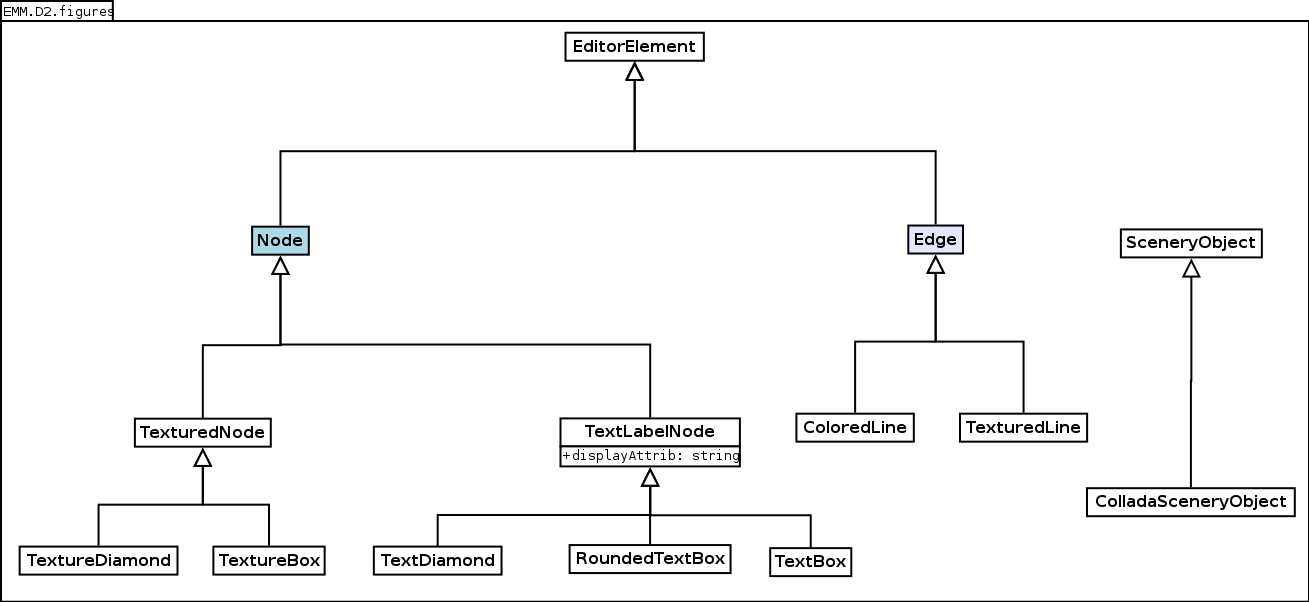 EMM.D2.figures
EditorElement
Node
Edge
SceneryObject
TexturedNode
TextLabelNode
+displayAttrib: string
ColoredLine
TexturedLine
ColladaSceneryObject
TextureDiamond
TextureBox
TextDiamond
RoundedTextBox
TextBox